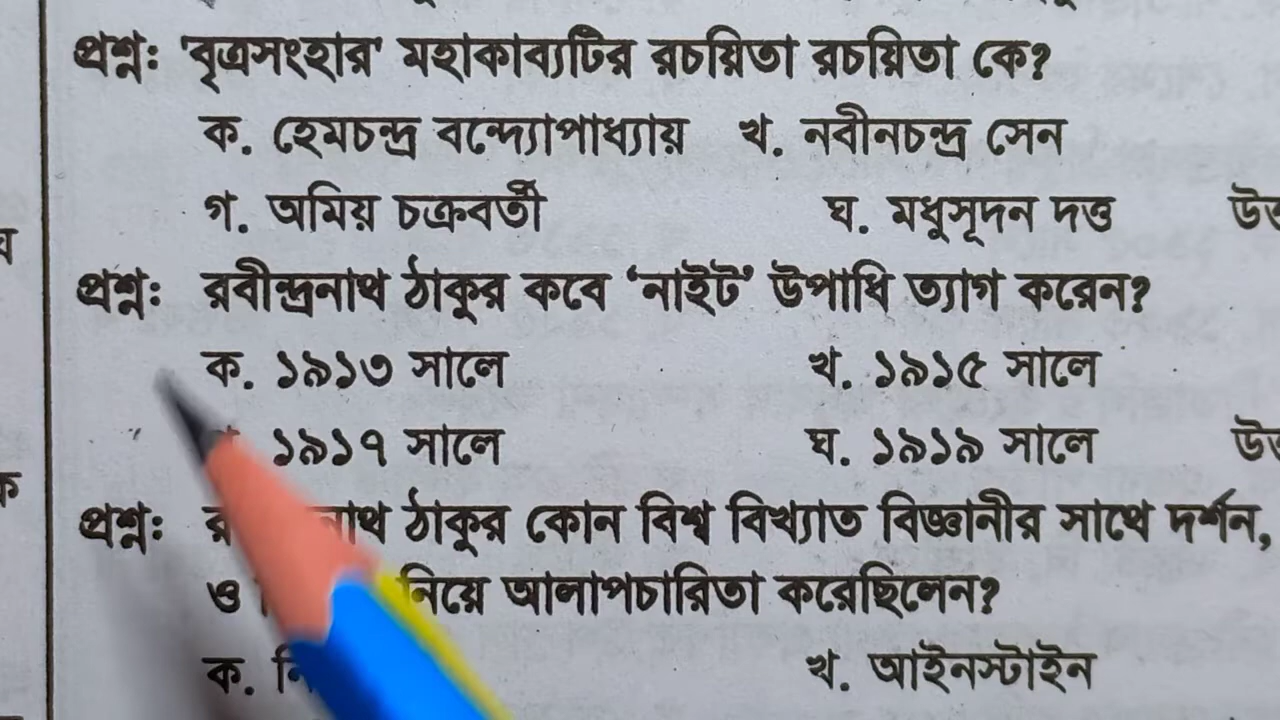 প্রশ্ন: 'বৃত্রসংহার' মহাকাব্যটির রচয়িতা রচয়িতা কে?
ক. হেমচন্দ্র বন্দ্যোপাধ্যায় খ. নবীনচন্দ্র সেন
গ. অমিয় চক্রবর্তী ঘ. মধুসূদন দত্ত
প্রশ্ন: রবীন্দ্রনাথ ঠাকুর কবে ‘নাইট’ উপাধি ত্যাগ করেন?
ক. ১৯১৩ সালে খ. ১৯১৫ সালে
১৯১৭ সালে ঘ. ১৯১৯ সালে
প্রশ্ন: ঠাকুর কোন বিশ্ব বিখ্যাত বিজ্ঞানীর সাথে দর্শন,
ও নিয়ে আলাপচারিতা করেছিলেন?
ক. খ. আইনস্টাইন